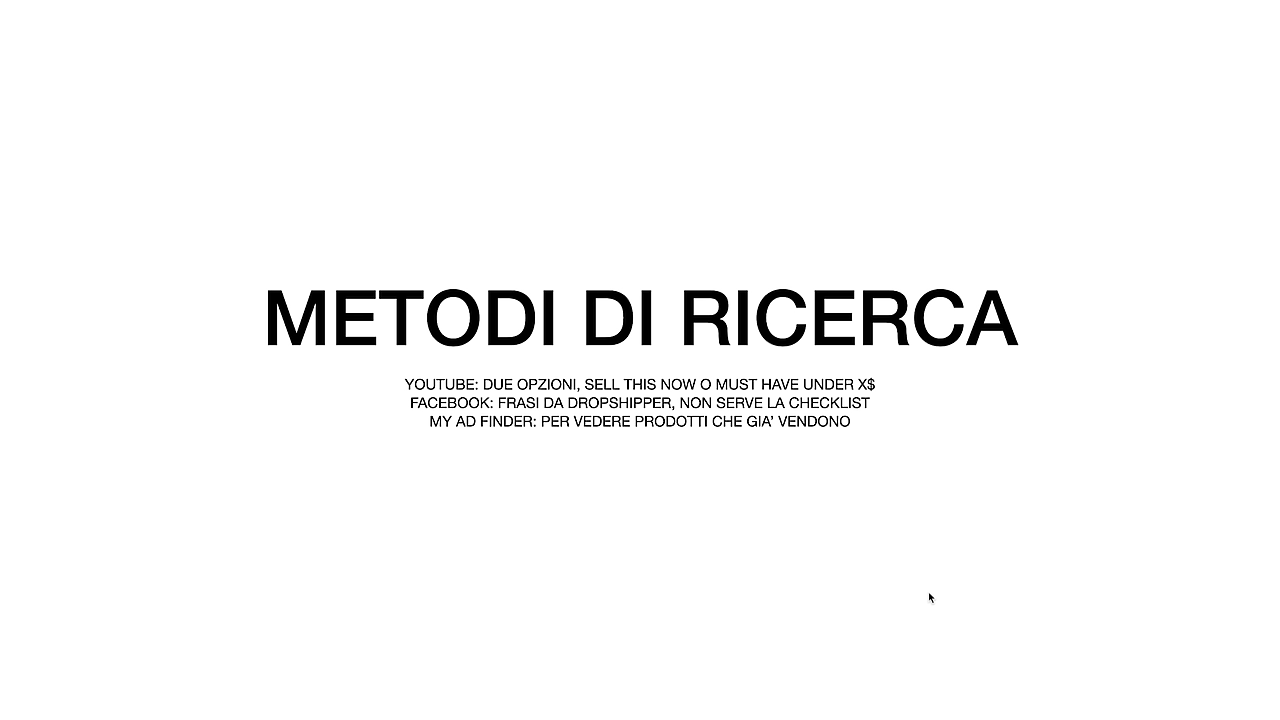 METODI DI RICERCA
YOUTUBE: DUE OPZIONI, SELL THIS NOW O MUST HAVE UNDER X$
FACEBOOK: FRASI DA DROPSHIPPER, NON SERVE LA CHECKLIST
MY AD FINDER: PER VEDERE PRODOTTI CHE GIA’ VENDONO